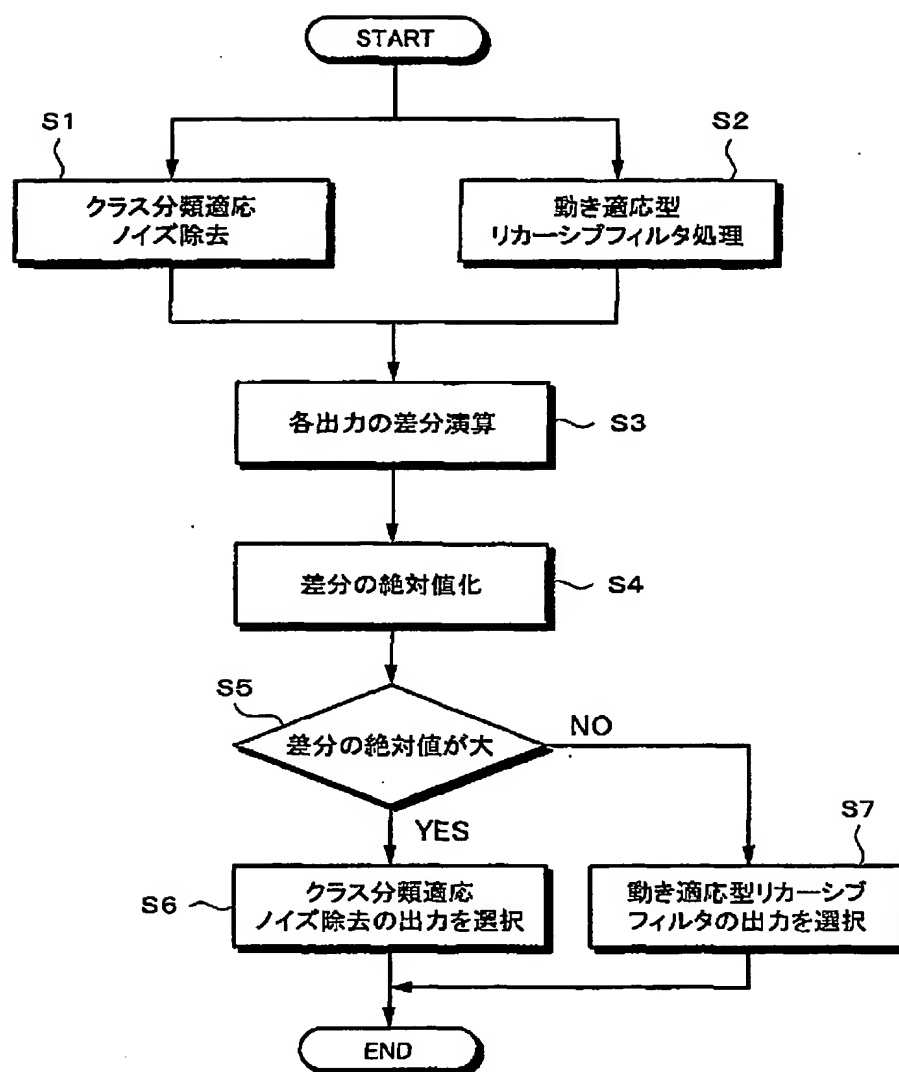 START
S1
クラス分類適応
ノイズ除去
S2
動き適応型
リカーシブフィルタ処理
各出力の差分演算
S3
差分の絶対値化
S4
S5
差分の絶対値が大
NO
YES
S6
クラス分類適応
ノイズ除去の出力を選択
S7
動き適応型リカーシブ
フィルタの出力を選択
END